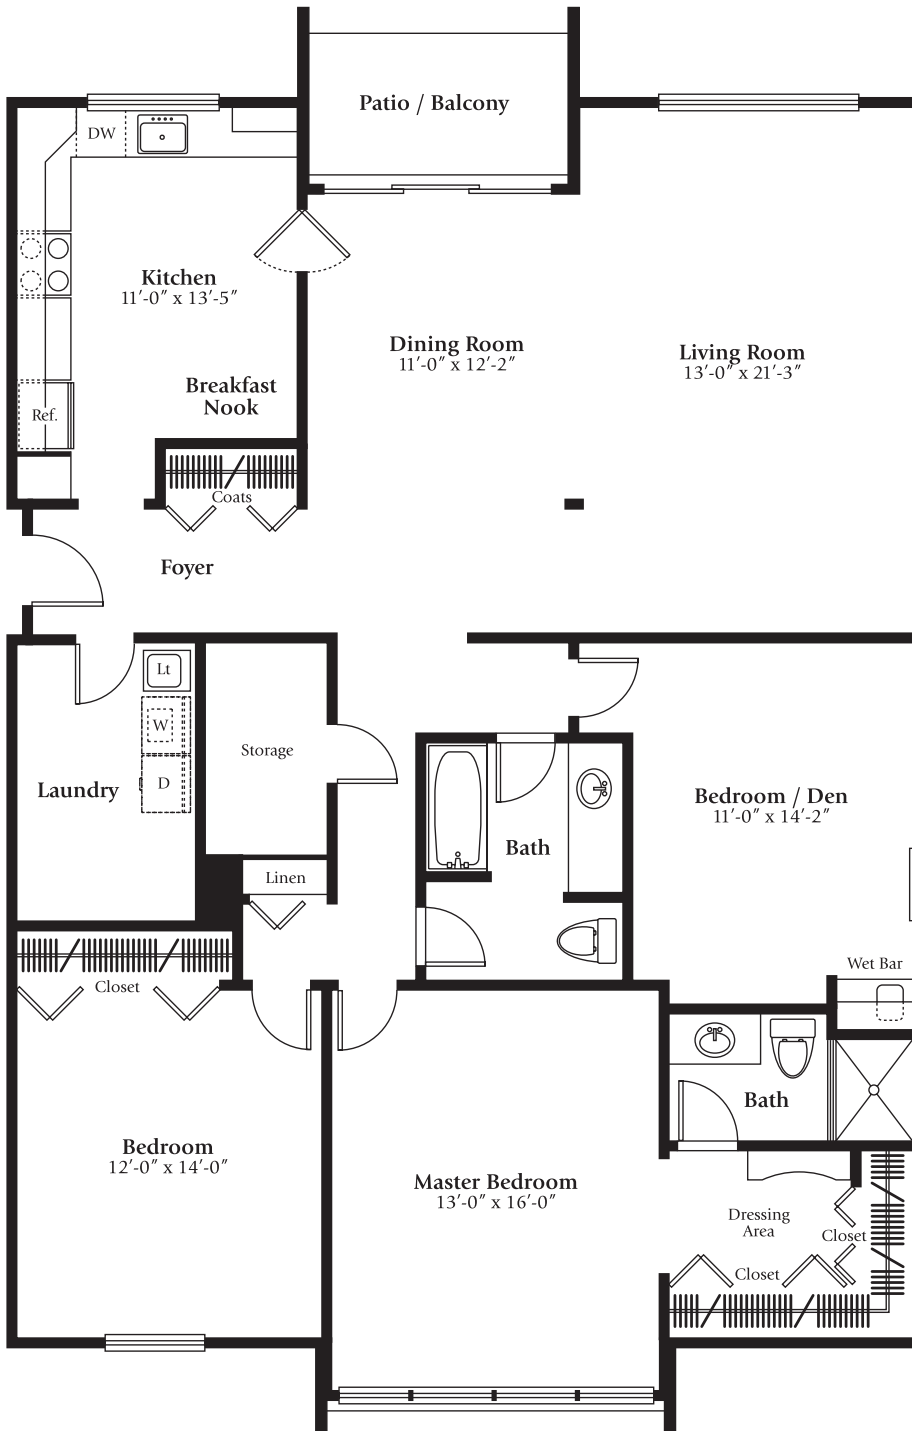 Patio / Balcony
DW
Kitchen
11′-0″ x 13′-5″
Dining Room
11′-0″ x 12′-2″
Living Room
13′-0″ x 21′-3″
Breakfast
Nook
Ref.
Coats
Foyer
Lt
W
D
Laundry
Storage
Linen
Bath
Bedroom / Den
11′-0″ x 14′-2″
Wet Bar
Closet
Bath
Bedroom
12′-0″ x 14′-0″
Master Bedroom
13′-0″ x 16′-0″
Dressing
Area
Closet
Closet